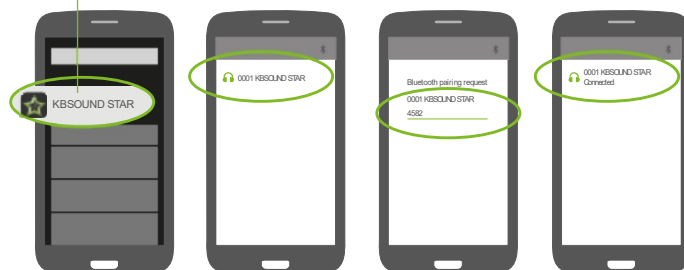 KBSOUND STAR
0001 KBSOUND STAR
Bluetooth pairing request
0001 KBSOUND STAR
4582
0001 KBSOUND STAR
Connected